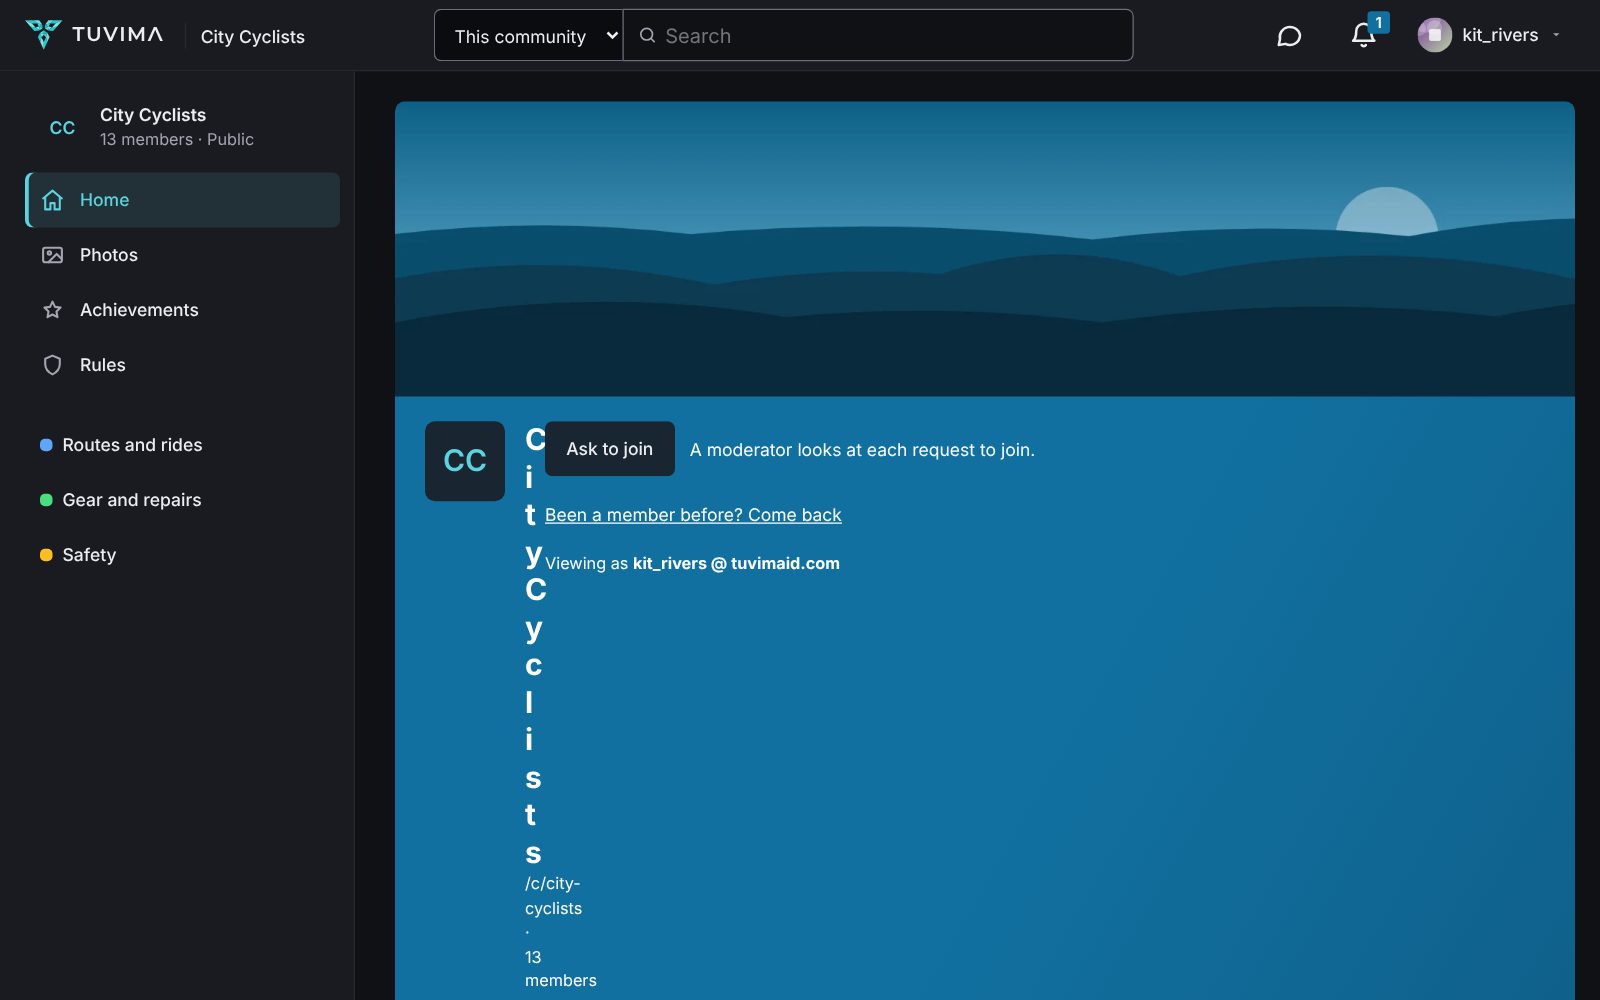 TUVIMA
City Cyclists
This community
Search
1
kit_rivers
CC
City Cyclists
13 members · Public
Home
Photos
Achievements
Rules
Routes and rides
Gear and repairs
Safety
CC
City Cyclists
/c/city-
cyclists
·
13
members
Ask to join
A moderator looks at each request to join.
Been a member before? Come back
Viewing as kit_rivers @ tuvimaid.com